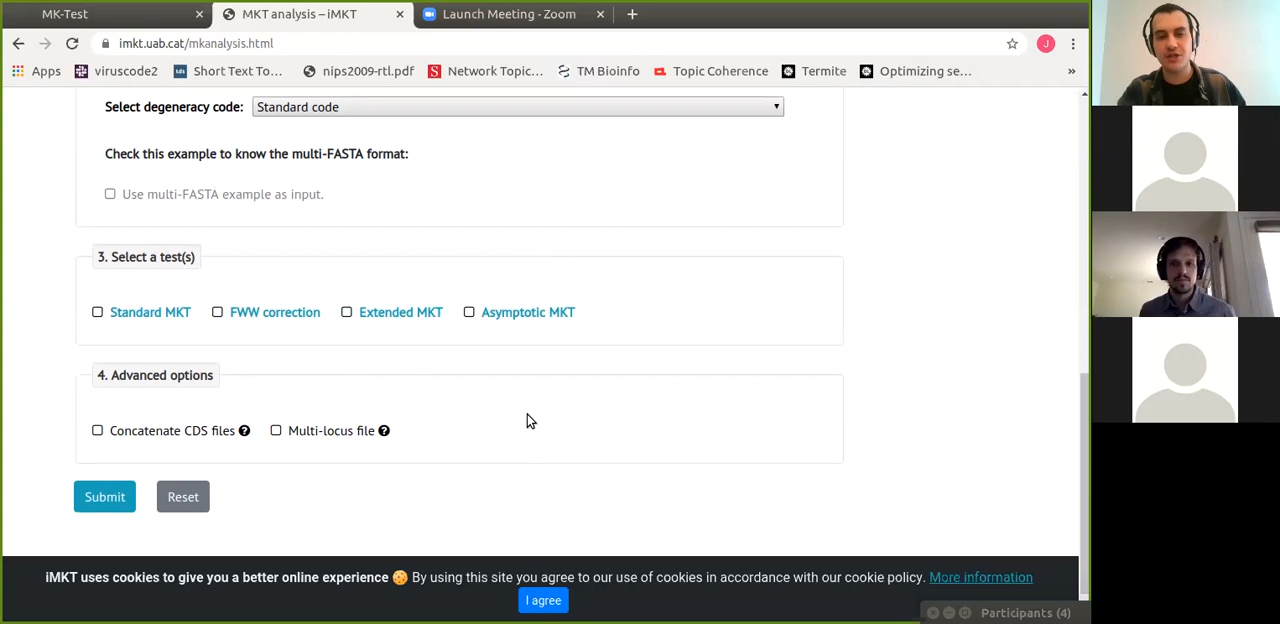 MK-Test
MKT analysis – iMKT
Launch Meeting - Zoom
imkt.uab.cat/mkanalysis.html
J
Apps viruscode2 Short Text To… nips2009-rtl.pdf Network Topic… TM Bioinfo Topic Coherence Termite Optimizing se… »
Select degeneracy code: Standard code
Check this example to know the multi-FASTA format:
Use multi-FASTA example as input.
3. Select a test(s)
Standard MKT FWW correction Extended MKT Asymptotic MKT
4. Advanced options
Concatenate CDS files ? Multi-locus file ?
Submit Reset
iMKT uses cookies to give you a better online experience 🍪 By using this site you agree to our use of cookies in accordance with our cookie policy. More information
I agree
Participants (4)